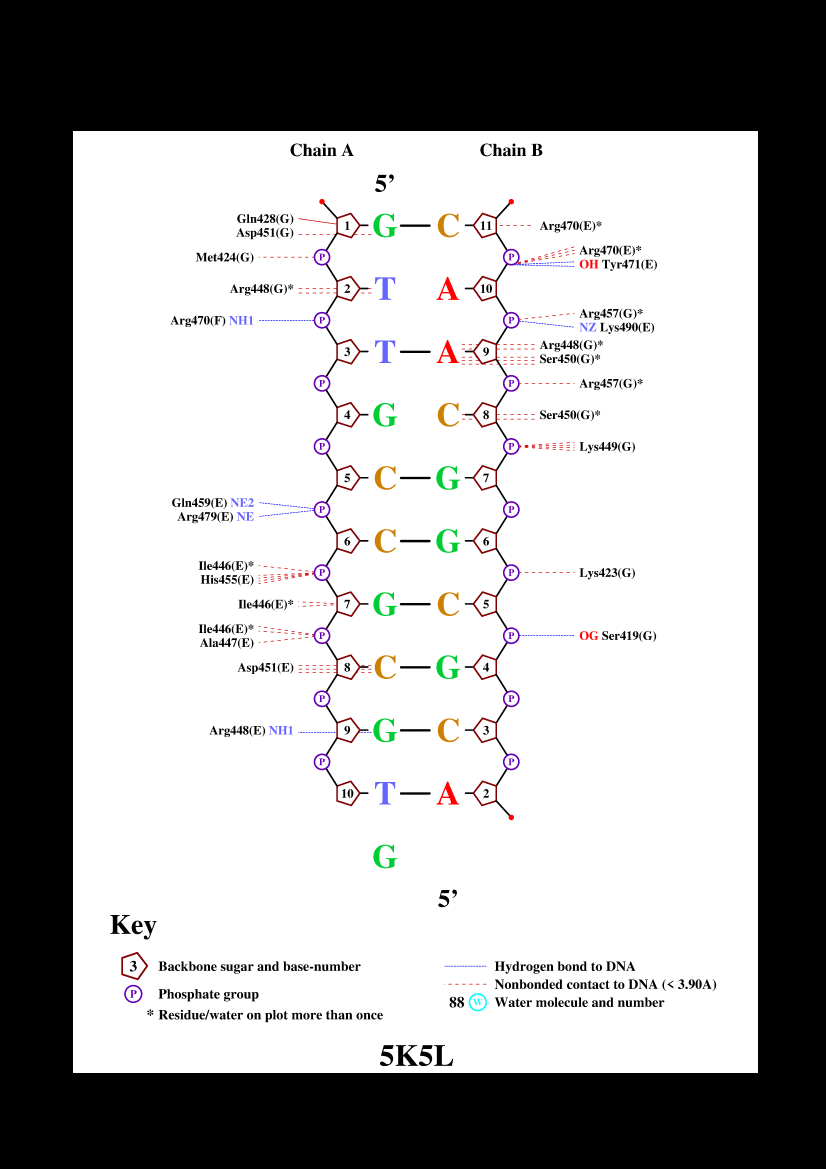 Chain A Chain B
5’
Gln428(G) 1 G C 11 Arg470(E)*
Asp451(G)
Met424(G) P P Arg470(E)*
OH Tyr471(E)
Arg448(G)* 2 T A 10
Arg470(F) NH1 P P Arg457(G)*
NZ Lys490(E)
3 T A 9 Arg448(G)*
Ser450(G)*
P P Arg457(G)*
4 G C 8 Ser450(G)*
P P Lys449(G)
5 C G 7
Gln459(E) NE2 P P
Arg479(E) NE
6 C G 6
Ile446(E)* P P Lys423(G)
His455(E)
Ile446(E)* 7 G C 5
Ile446(E)* P P OG Ser419(G)
Ala447(E)
Asp451(E) 8 C G 4
P P
Arg448(E) NH1 9 G C 3
P P
10 T A 2
G
5’
Key
3 Backbone sugar and base-number
P Phosphate group
* Residue/water on plot more than once
Hydrogen bond to DNA
Nonbonded contact to DNA (< 3.90A)
88 W Water molecule and number
5K5L